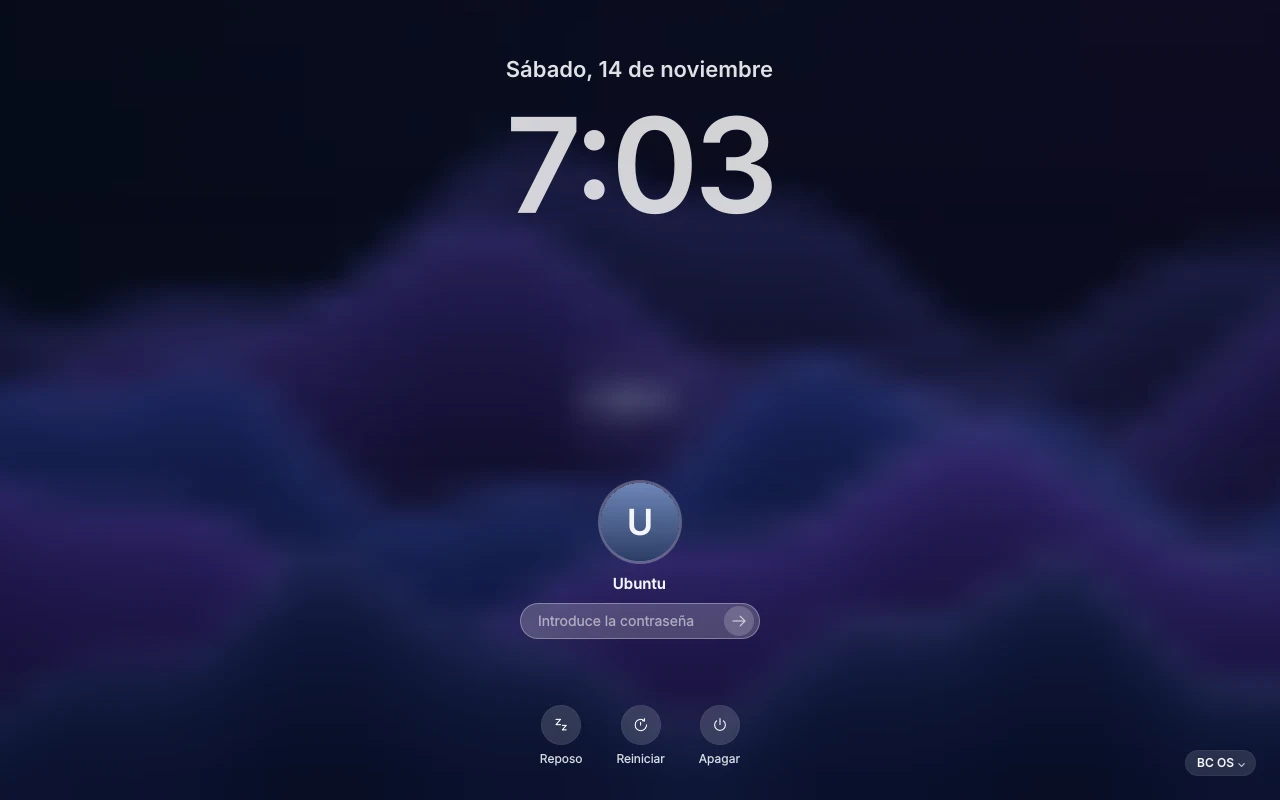 Sábado, 14 de noviembre
7:03
U
Ubuntu
Introduce la contraseña
Reposo
Reiniciar
Apagar
BC OS